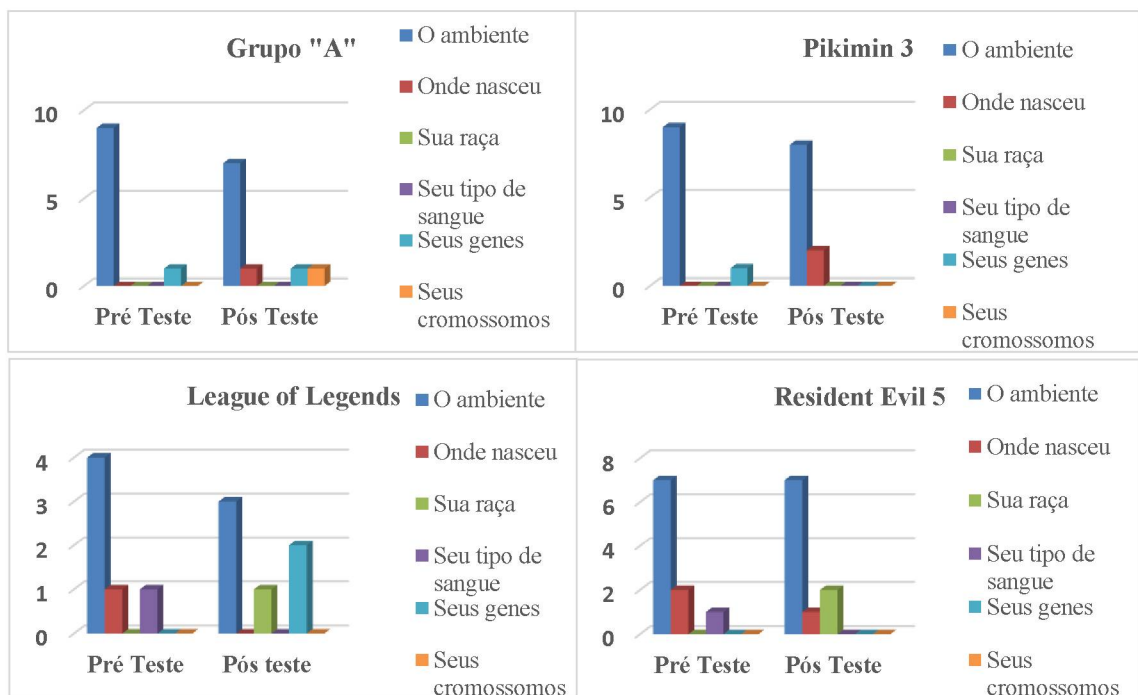 Grupo "A"
O ambiente
Onde nasceu
Sua raça
Seu tipo de
sangue
Seus genes
Seus
cromossomos
10
5
0
Pré Teste
Pós Teste
Pikimin 3
O ambiente
Onde nasceu
Sua raça
Seu tipo de
sangue
Seus genes
Seus
cromossomos
10
5
0
Pré Teste
Pós Teste
League of Legends
O ambiente
Onde nasceu
Sua raça
Seu tipo de
sangue
Seus genes
Seus
cromossomos
4
3
2
1
0
Pré Teste
Pós teste
Resident Evil 5
O ambiente
Onde nasceu
Sua raça
Seu tipo de
sangue
Seus genes
Seus
cromossomos
8
6
4
2
0
Pré Teste
Pós Teste